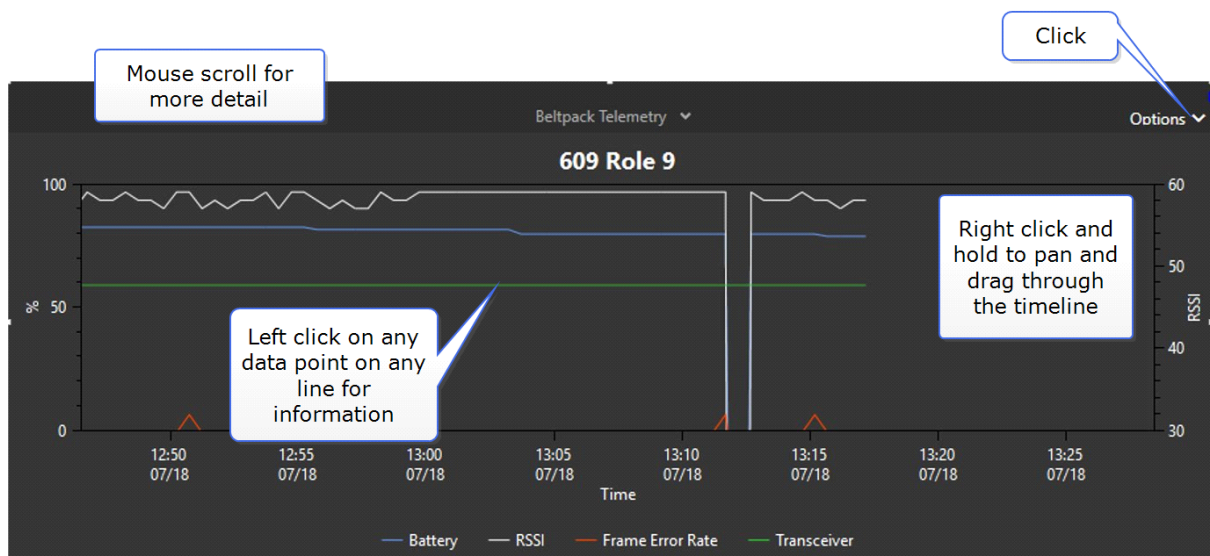 Click
Mouse scroll for
more detail
Beltpack Telemetry
Options
609 Role 9
100
60
Right click and
hold to pan and
drag through
the timeline
50
%
50
RSSI
Left click on any
data point on any
line for
information
40
0
30
12:50
07/18
12:55
07/18
13:00
07/18
13:05
07/18
13:10
07/18
13:15
07/18
13:20
07/18
13:25
07/18
Time
Battery
RSSI
Frame Error Rate
Transceiver